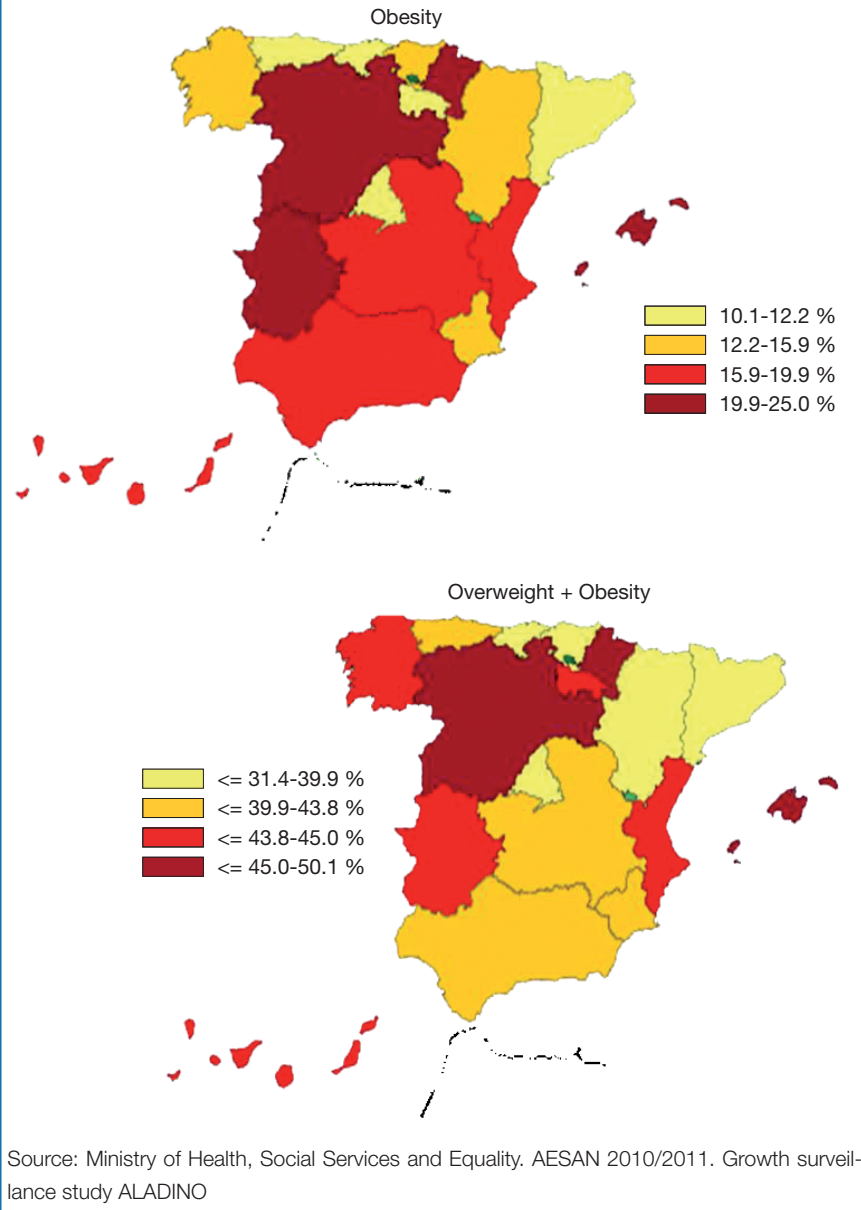 Obesity
10.1-12.2 %
12.2-15.9 %
15.9-19.9 %
19.9-25.0 %
Overweight + Obesity
<= 31.4-39.9 %
<= 39.9-43.8 %
<= 43.8-45.0 %
<= 45.0-50.1 %
Source: Ministry of Health, Social Services and Equality. AESAN 2010/2011. Growth surveil-
lance study ALADINO